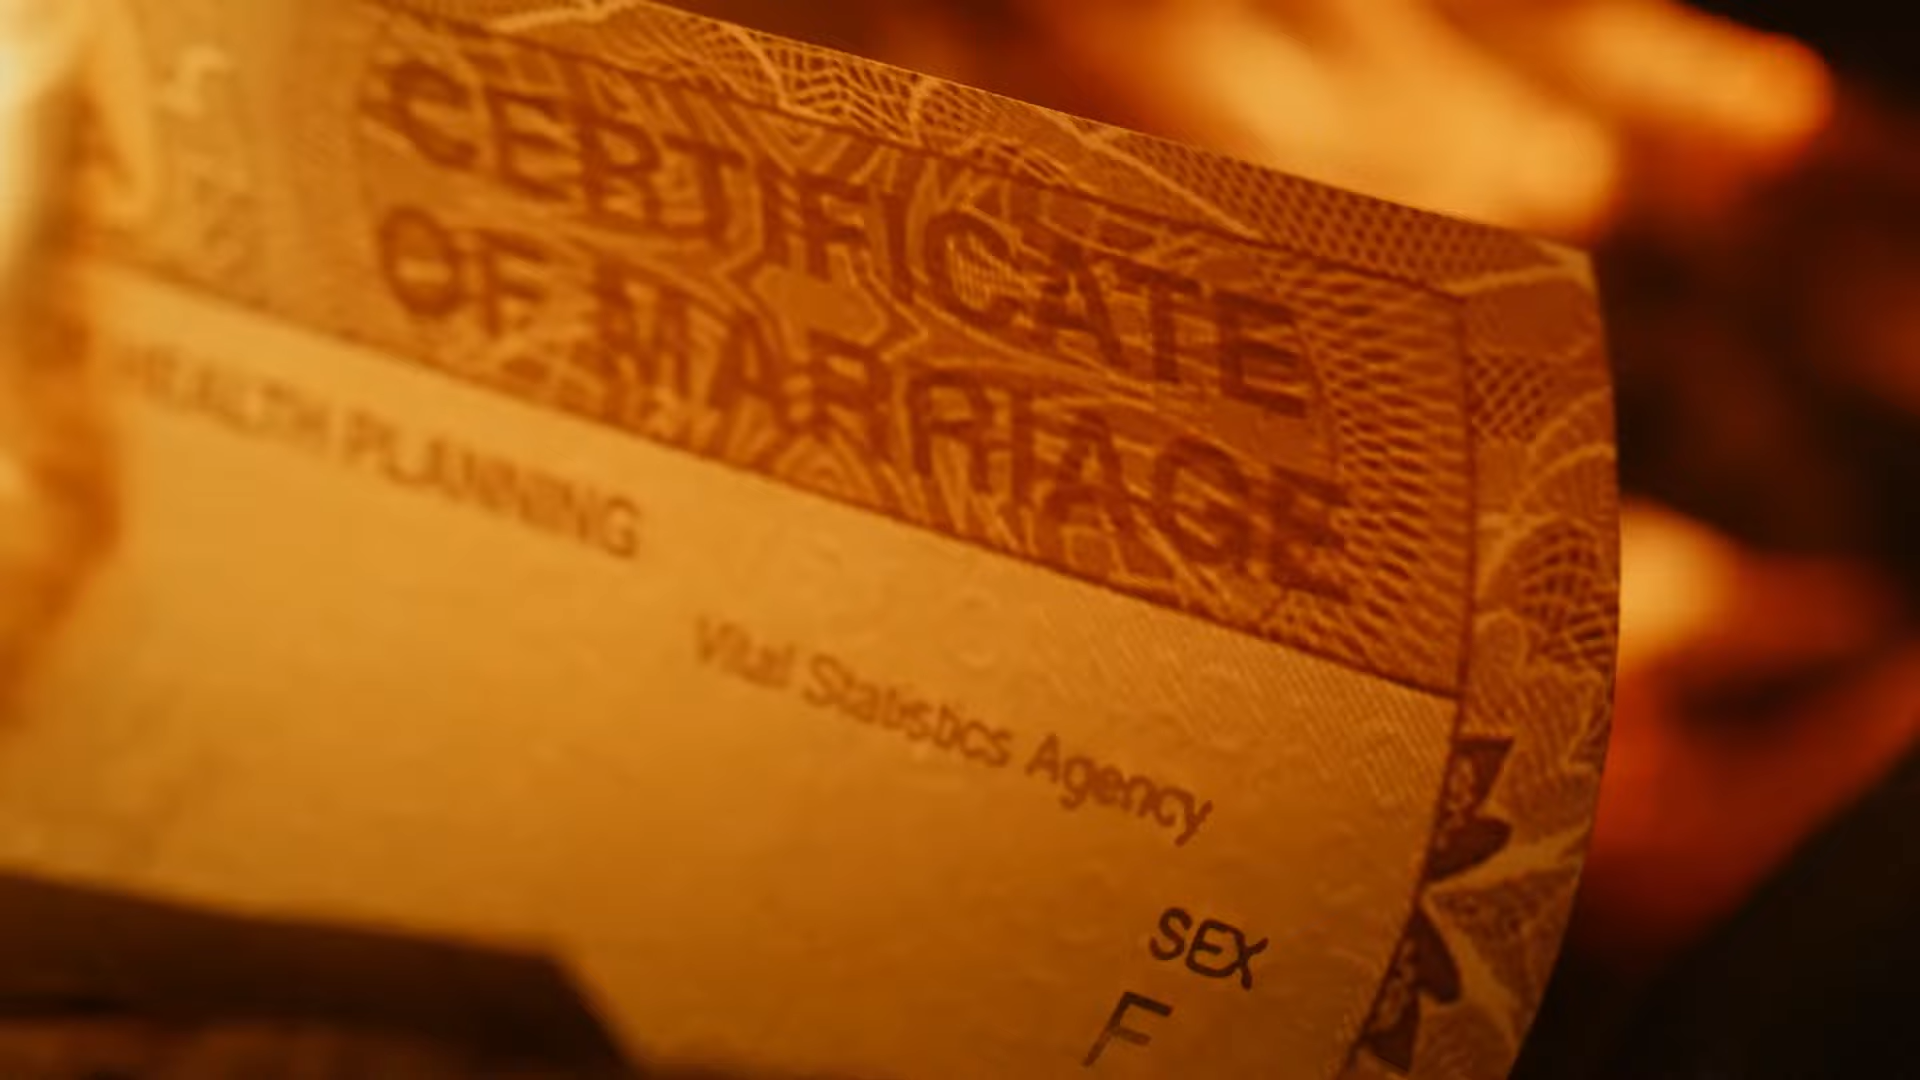 CERTIFICATE
OF MARRIAGE
HEALTH PLANNING
Vital Statistics Agency
SEX
F